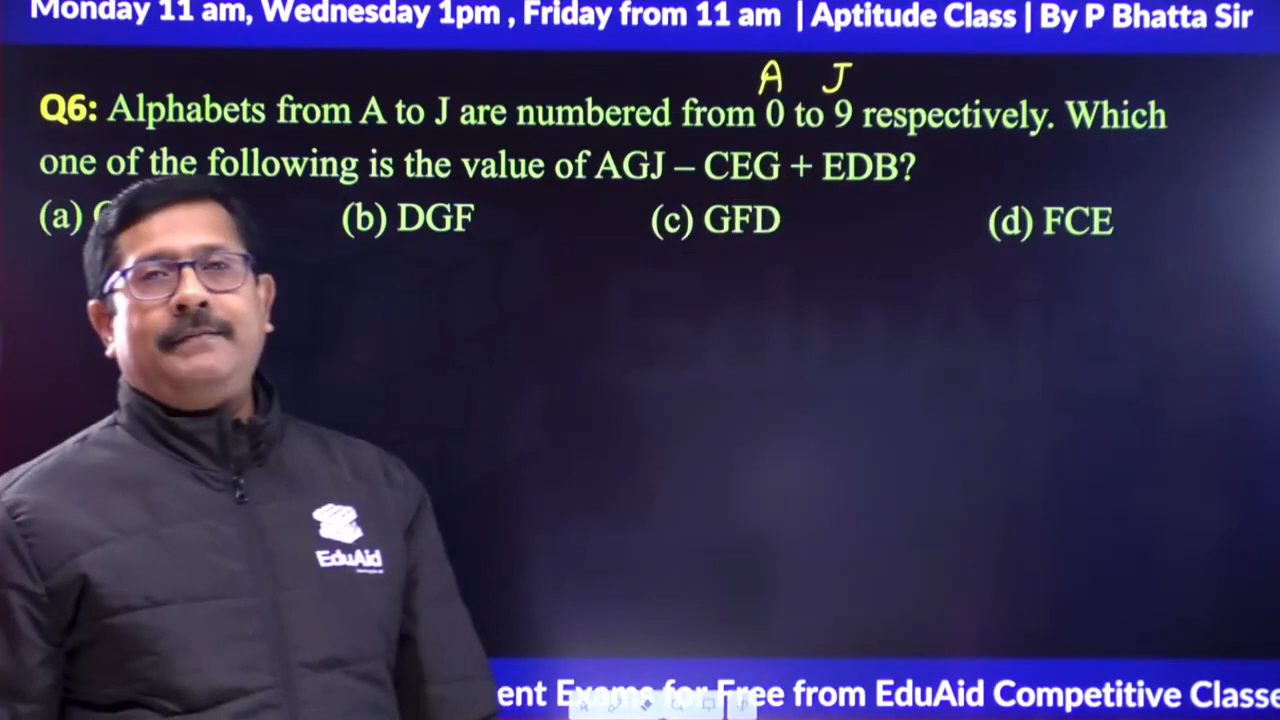 Monday 11 am, Wednesday 1pm , Friday from 11 am | Aptitude Class | By P Bhatta Sir
A J
Q6: Alphabets from A to J are numbered from 0 to 9 respectively. Which
one of the following is the value of AGJ – CEG + EDB?
(a) (b) DGF (c) GFD (d) FCE
EduAid
ent Exams for Free from EduAid Competitive Classe